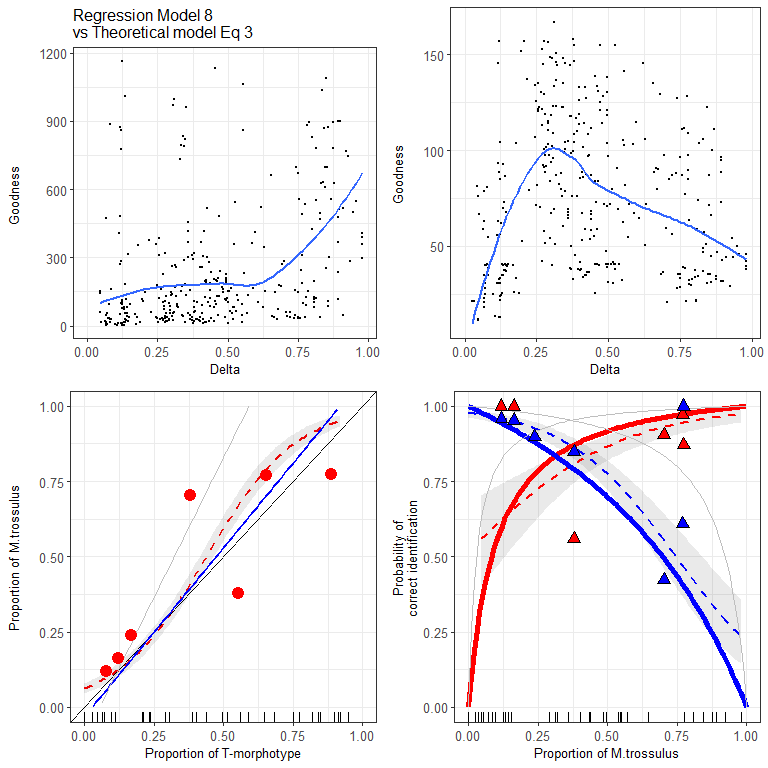 Regression Model 8
vs Theoretical model Eq 3
1200
900
600
300
0
Goodness
0.00 0.25 0.50 0.75 1.00
Delta
150
100
50
Goodness
0.00 0.25 0.50 0.75 1.00
Delta
1.00
0.75
0.50
0.25
0.00
Proportion of M.trossulus
0.00 0.25 0.50 0.75 1.00
Proportion of T-morphotype
1.00
0.75
0.50
0.25
0.00
Probability of
correct identification
0.00 0.25 0.50 0.75 1.00
Proportion of M.trossulus